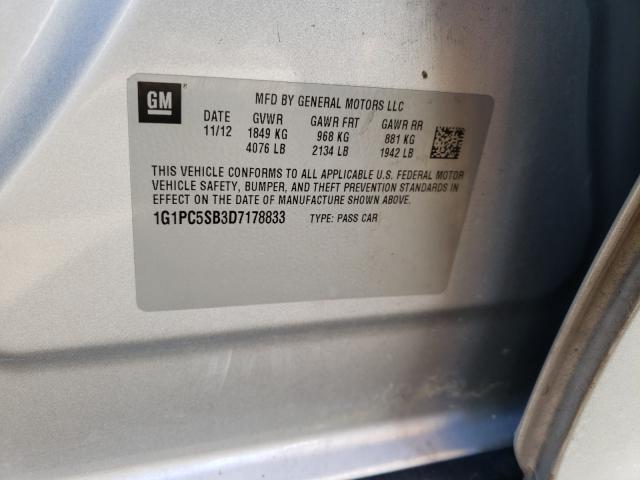 GM
MFD BY GENERAL MOTORS LLC
DATE GVWR GAWR FRT GAWR RR
11/12 1849 KG 968 KG 881 KG
4076 LB 2134 LB 1942 LB
THIS VEHICLE CONFORMS TO ALL APPLICABLE U.S. FEDERAL MOTOR
VEHICLE SAFETY, BUMPER, AND THEFT PREVENTION STANDARDS IN
EFFECT ON THE DATE OF MANUFACTURE SHOWN ABOVE.
1G1PC5SB3D7178833 TYPE: PASS CAR